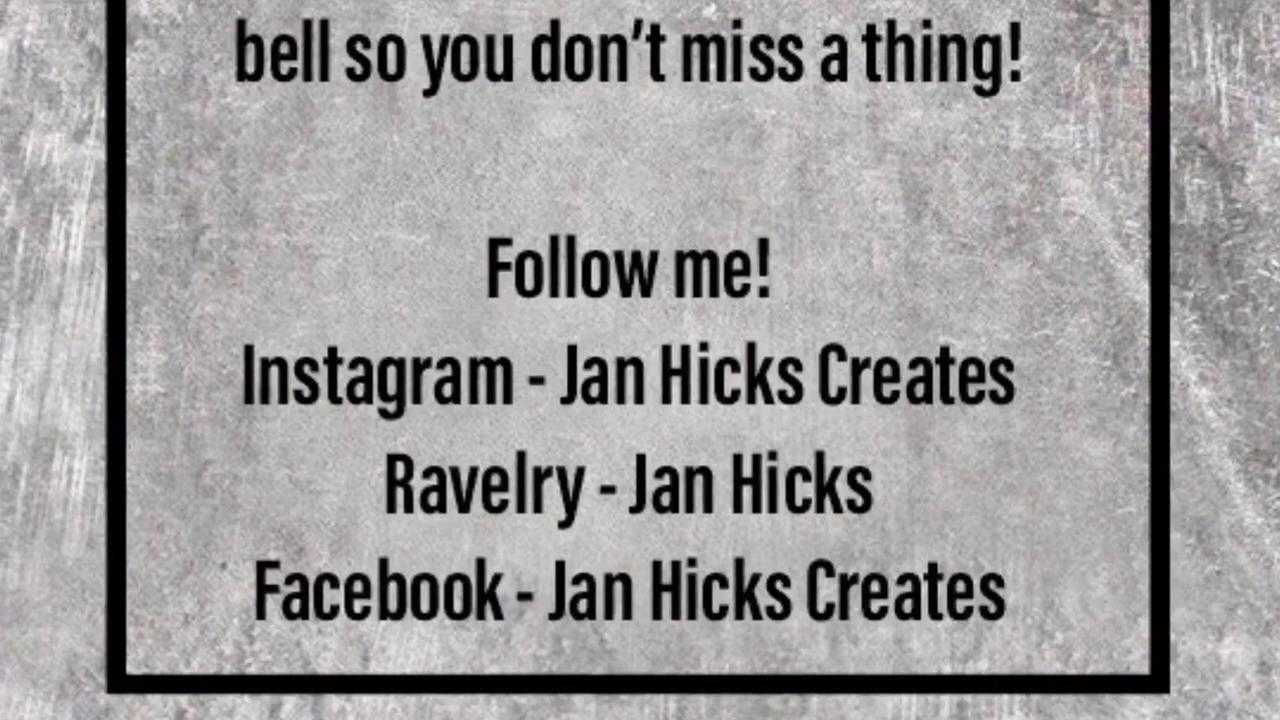 bell so you don't miss a thing!
Follow me!
Instagram - Jan Hicks Creates
Ravelry - Jan Hicks
Facebook - Jan Hicks Creates